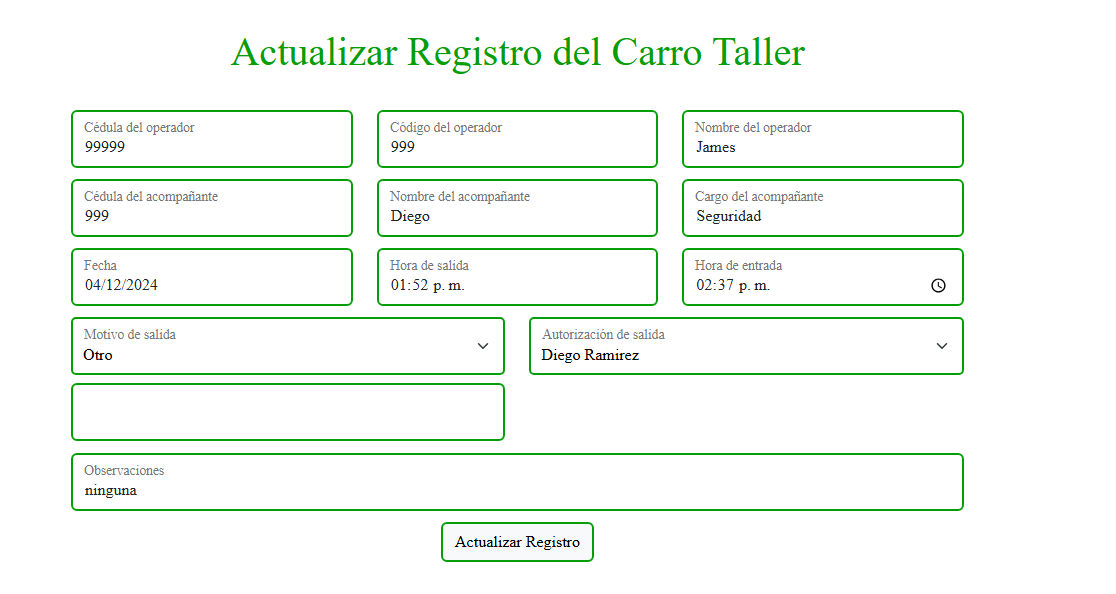 Actualizar Registro del Carro Taller
Cédula del operador
99999
Código del operador
999
Nombre del operador
James
Cédula del acompañante
999
Nombre del acompañante
Diego
Cargo del acompañante
Seguridad
Fecha
04/12/2024
Hora de salida
01:52 p. m.
Hora de entrada
02:37 p. m.
Motivo de salida
Otro
Autorización de salida
Diego Ramirez
Observaciones
ninguna
Actualizar Registro